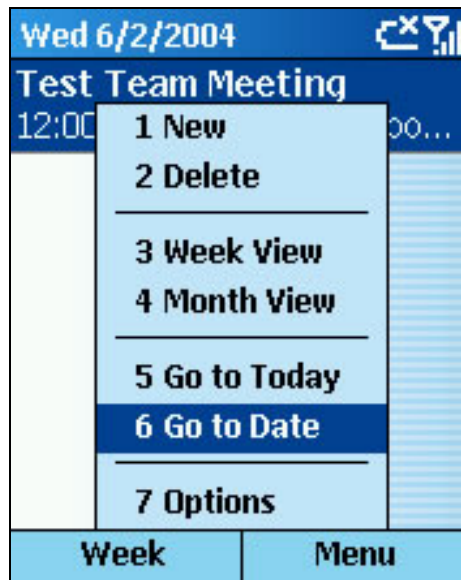 Wed 6/2/2004
Test Team Meeting
12:00
1 New
2 Delete
3 Week View
4 Month View
5 Go to Today
6 Go to Date
7 Options
Week Menu